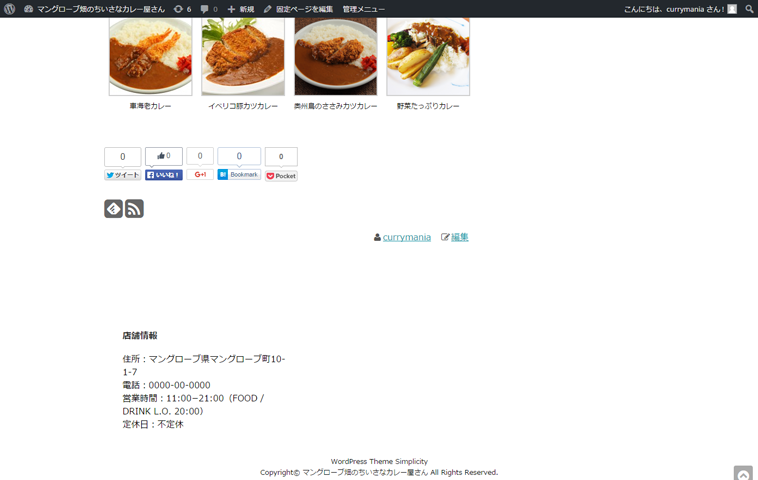 マングローブ畑のちいさなカレー屋さん 6 0 新規 固定ページを編集 管理メニュー こんにちは、currymania さん!
車海老カレー イベリコ豚カツカレー 奥州鳥のささみカツカレー 野菜たっぷりカレー
0 0 0 0 0
ツイート いいね! G+1 B! Bookmark Pocket
currymania 編集
店舗情報
住所:マングローブ県マングローブ町10-
1-7
電話:0000-00-0000
営業時間:11:00−21:00(FOOD /
DRINK L.O. 20:00)
定休日:不定休
WordPress Theme Simplicity
Copyright© マングローブ畑のちいさなカレー屋さん All Rights Reserved.